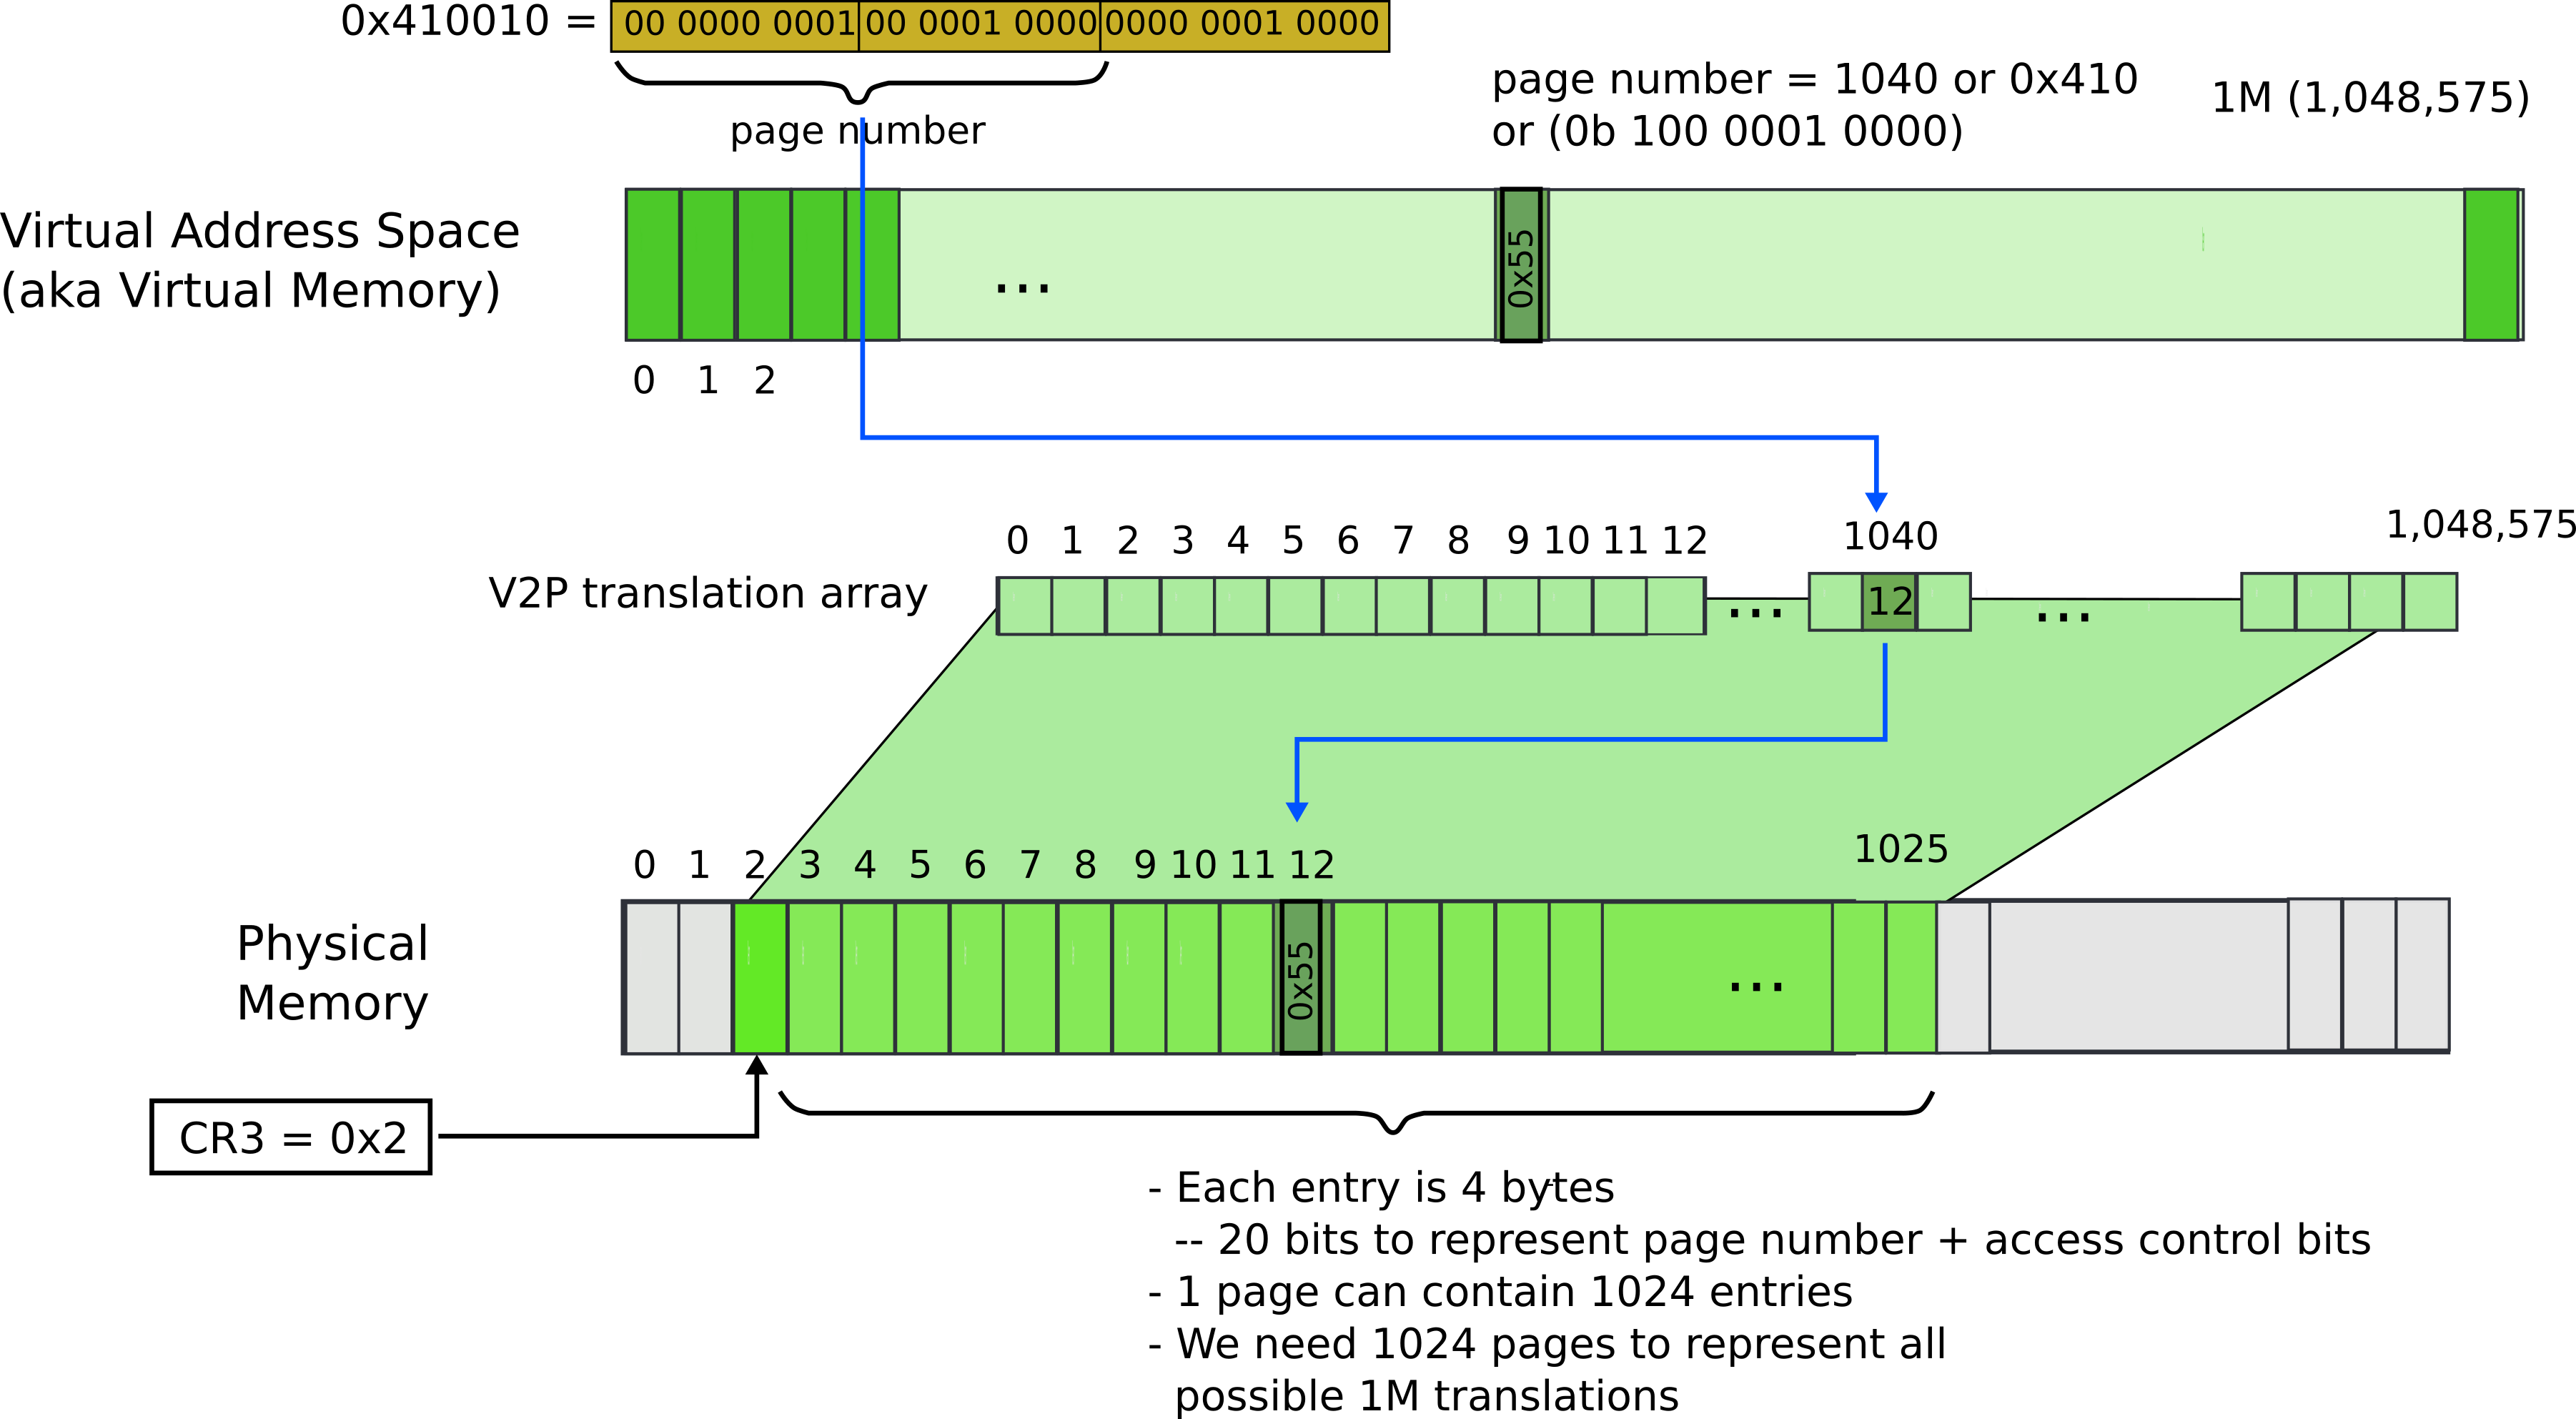 0x410010 = 00 0000 0001 00 0001 0000 0000 0001 0000
page number
page number = 1040 or 0x410
or (0b 100 0001 0000)
1M (1,048,575)
Virtual Address Space
(aka Virtual Memory)
...
0x55
0 1 2
0 1 2 3 4 5 6 7 8 9 10 11 12 1040 1,048,575
V2P translation array
... 12 ...
0 1 2 3 4 5 6 7 8 9 10 11 12 1025
Physical
Memory
0x55
...
CR3 = 0x2
- Each entry is 4 bytes
-- 20 bits to represent page number + access control bits
- 1 page can contain 1024 entries
- We need 1024 pages to represent all
possible 1M translations